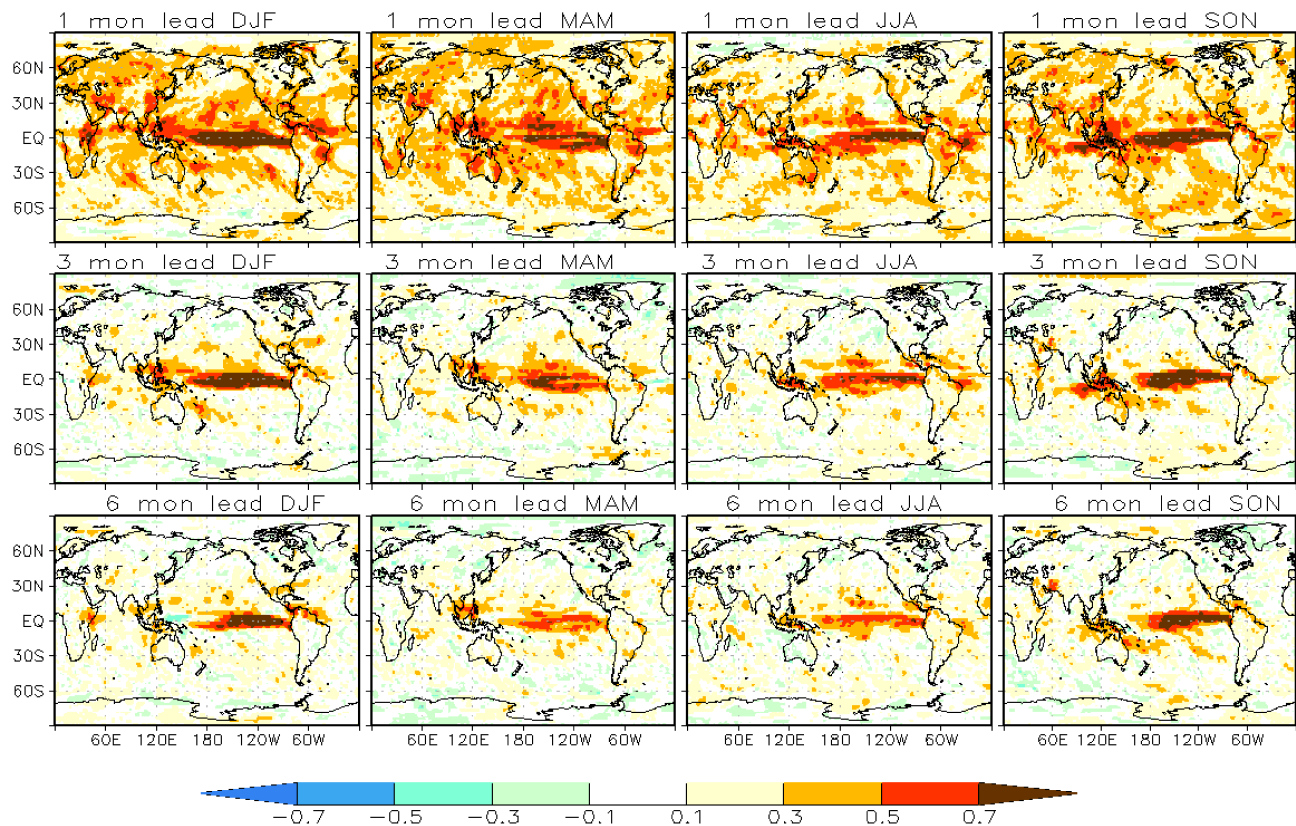 1 mon lead DJF 1 mon lead MAM 1 mon lead JJA 1 mon lead SON
60N
30N
EQ
30S
60S
3 mon lead DJF 3 mon lead MAM 3 mon lead JJA 3 mon lead SON
60N
30N
EQ
30S
60S
6 mon lead DJF 6 mon lead MAM 6 mon lead JJA 6 mon lead SON
60N
30N
EQ
30S
60S
60E 120E 180 120W 60W 60E 120E 180 120W 60W 60E 120E 180 120W 60W 60E 120E 180 120W 60W
−0.7 −0.5 −0.3 −0.1 0.1 0.3 0.5 0.7